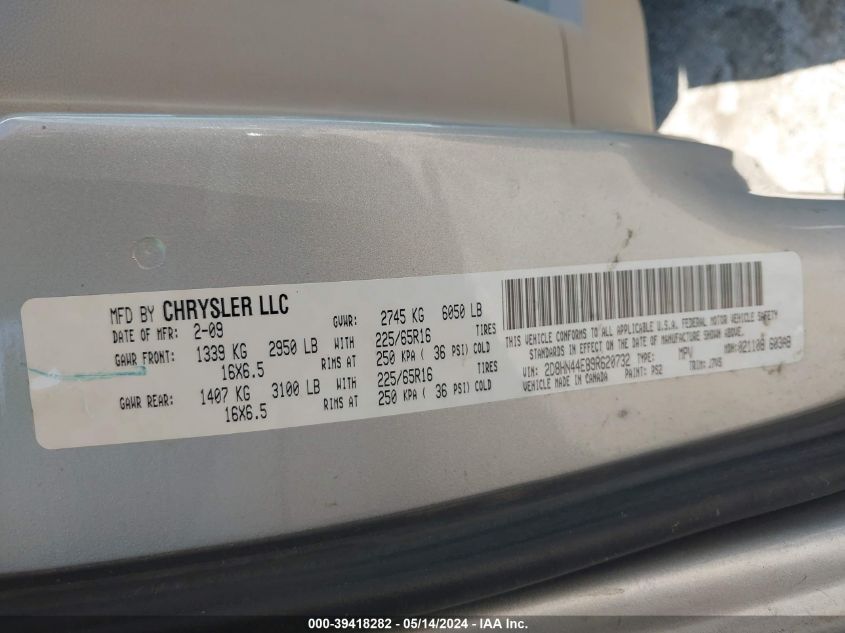 MFD BY CHRYSLER LLC
DATE OF MFR: 2-09 GVWR: 2745 KG 6050 LB
GAWR FRONT: 1339 KG 2950 LB WITH 225/65R16 TIRES
16X6.5 RIMS AT 250 KPA ( 36 PSI) COLD
GAWR REAR: 1407 KG 3100 LB WITH 225/65R16 TIRES
16X6.5 RIMS AT 250 KPA ( 36 PSI) COLD
THIS VEHICLE CONFORMS TO ALL APPLICABLE U.S.A. FEDERAL MOTOR VEHICLE SAFETY
STANDARDS IN EFFECT ON THE DATE OF MANUFACTURE SHOWN ABOVE.
VIN: 2D8HN44EB9R620732 TYPE: MPV MDH: 021108
VEHICLE MADE IN CANADA PAINT: PS2 TRIM:
000-39418282 - 05/14/2024 - IAA Inc.